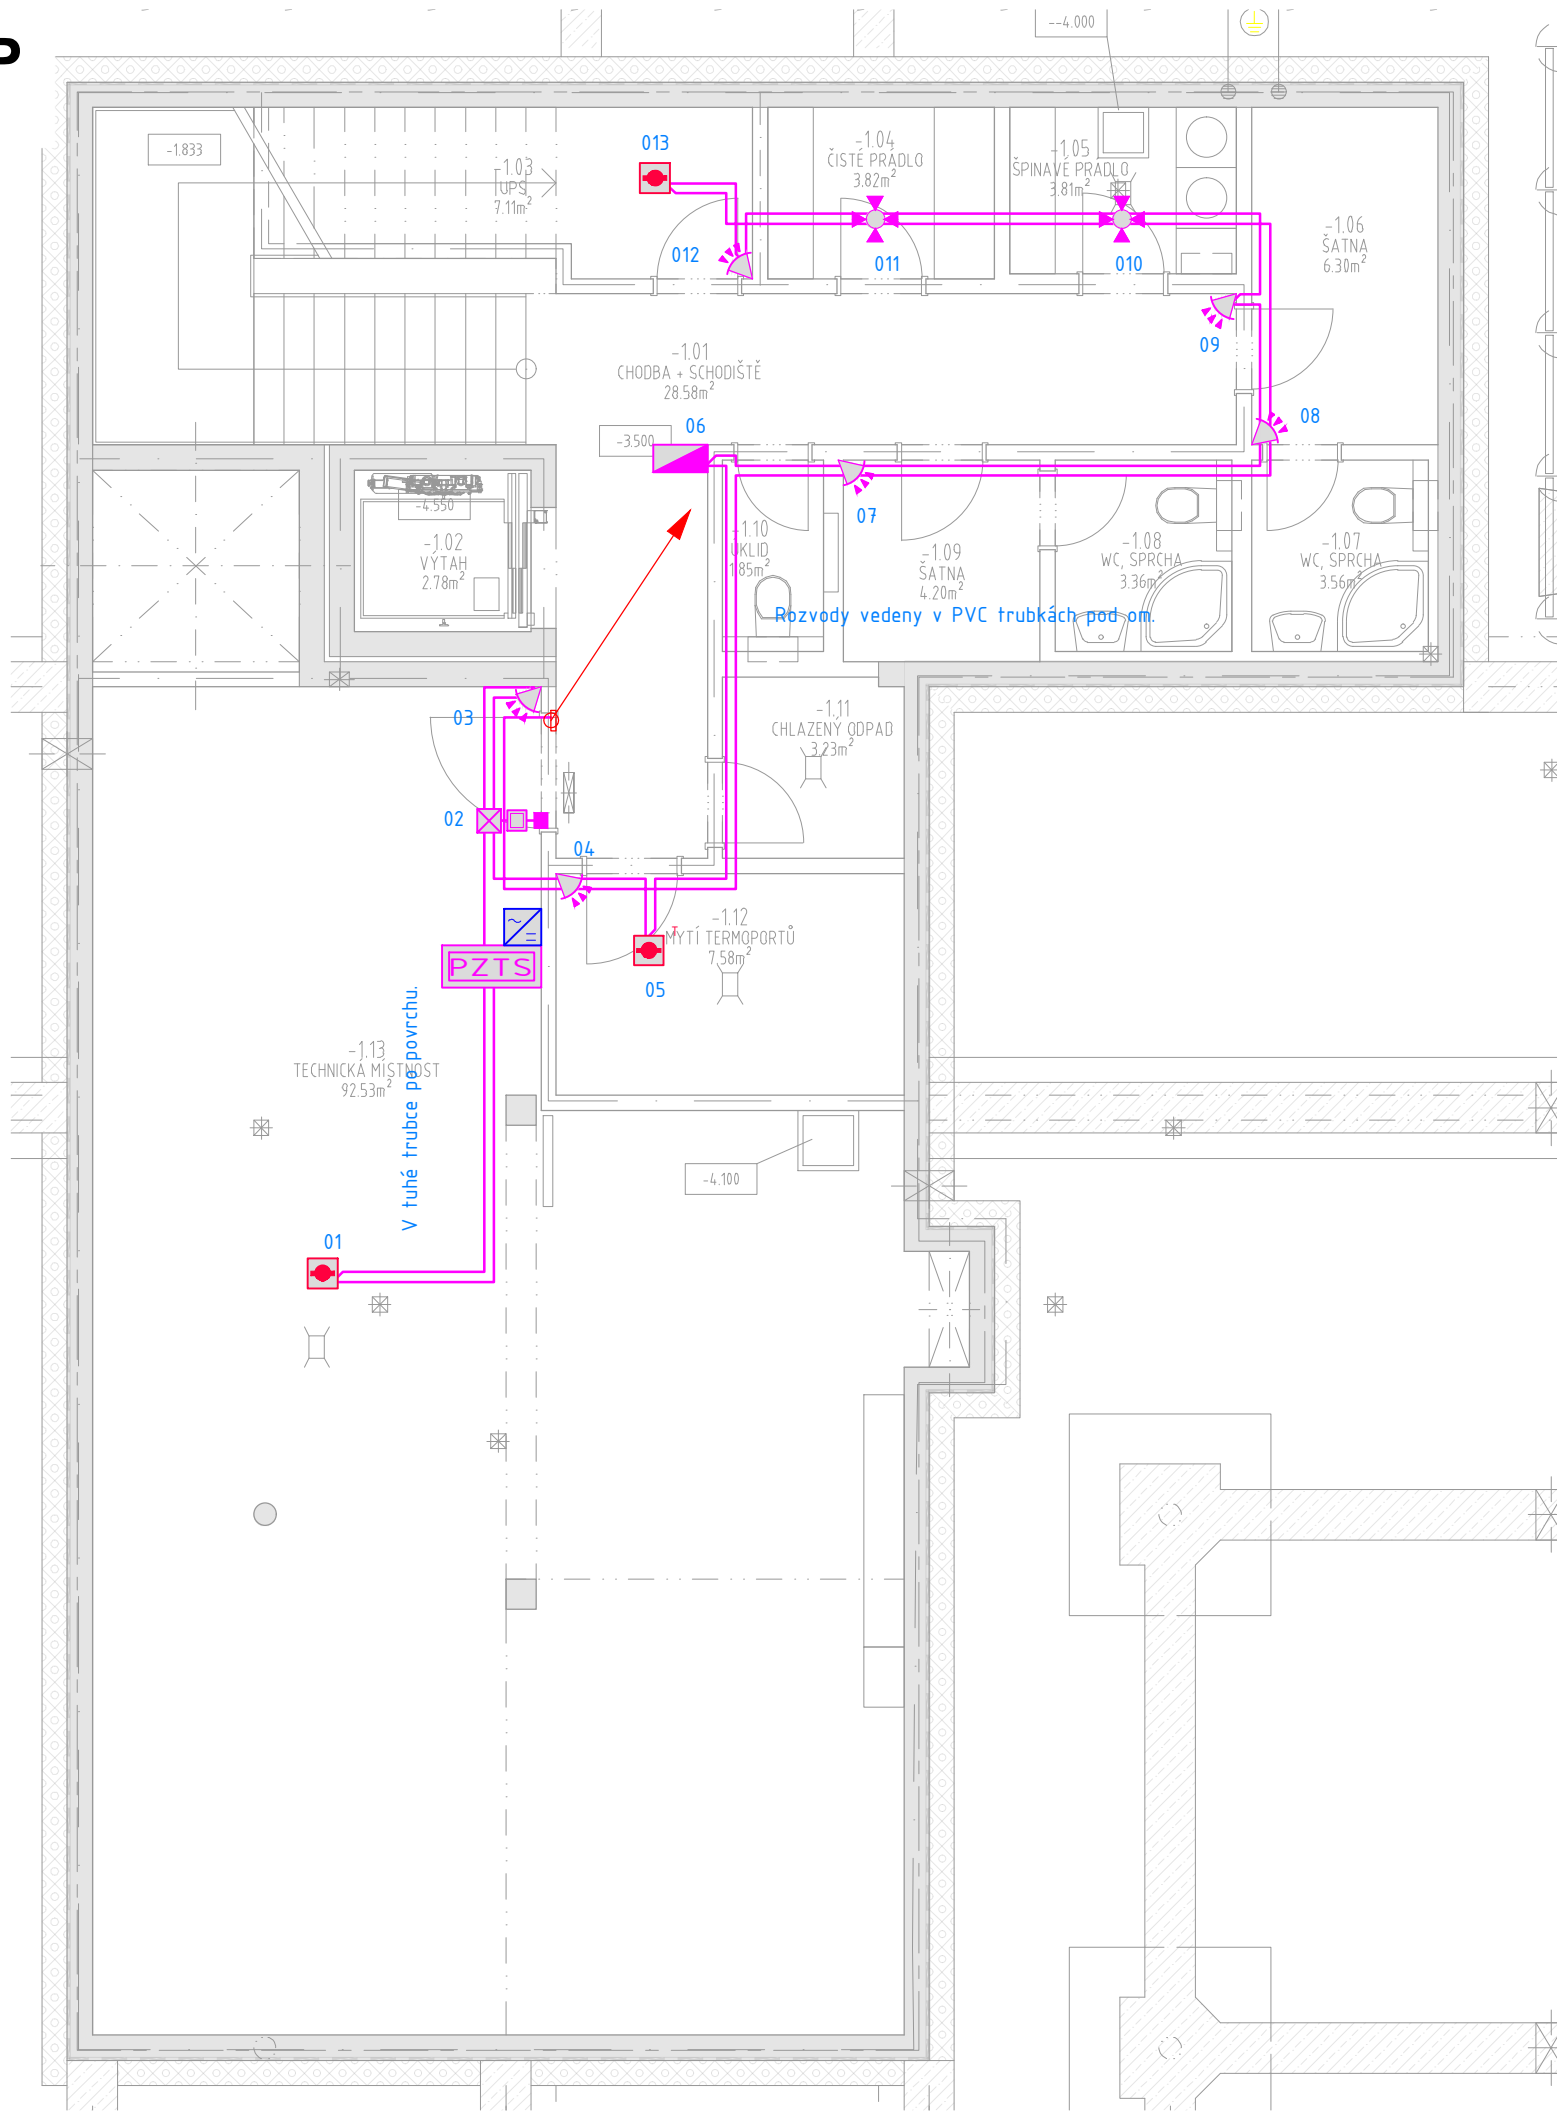 P
--4.000
-1.833
013
-1.03
UPS
7.11m²
-1.04
ČISTÉ PRÁDLO
3.82m²
-1.05
ŠPINAVÉ PRÁDLO
3.81m²
-1.06
ŠATNA
6.30m²
012
011
010
09
-1.01
CHODBA + SCHODIŠTĚ
28.58m²
06
08
-3.500
-4.550
07
-1.02
VÝTAH
2.78m²
-1.10
ÚKLID
1.85m²
-1.09
ŠATNA
4.20m²
-1.08
WC, SPRCHA
3.36m²
-1.07
WC, SPRCHA
3.56m²
Rozvody vedeny v PVC trubkách pod om.
03
-1.11
CHLAZENÝ ODPAD
3.23m²
02
04
-1.12
MYTÍ TERMOPORTŮ
7.58m²
T
PZTS
05
V tuhé trubce po povrchu.
-1.13
TECHNICKÁ MÍSTNOST
92.53m²
-4.100
01